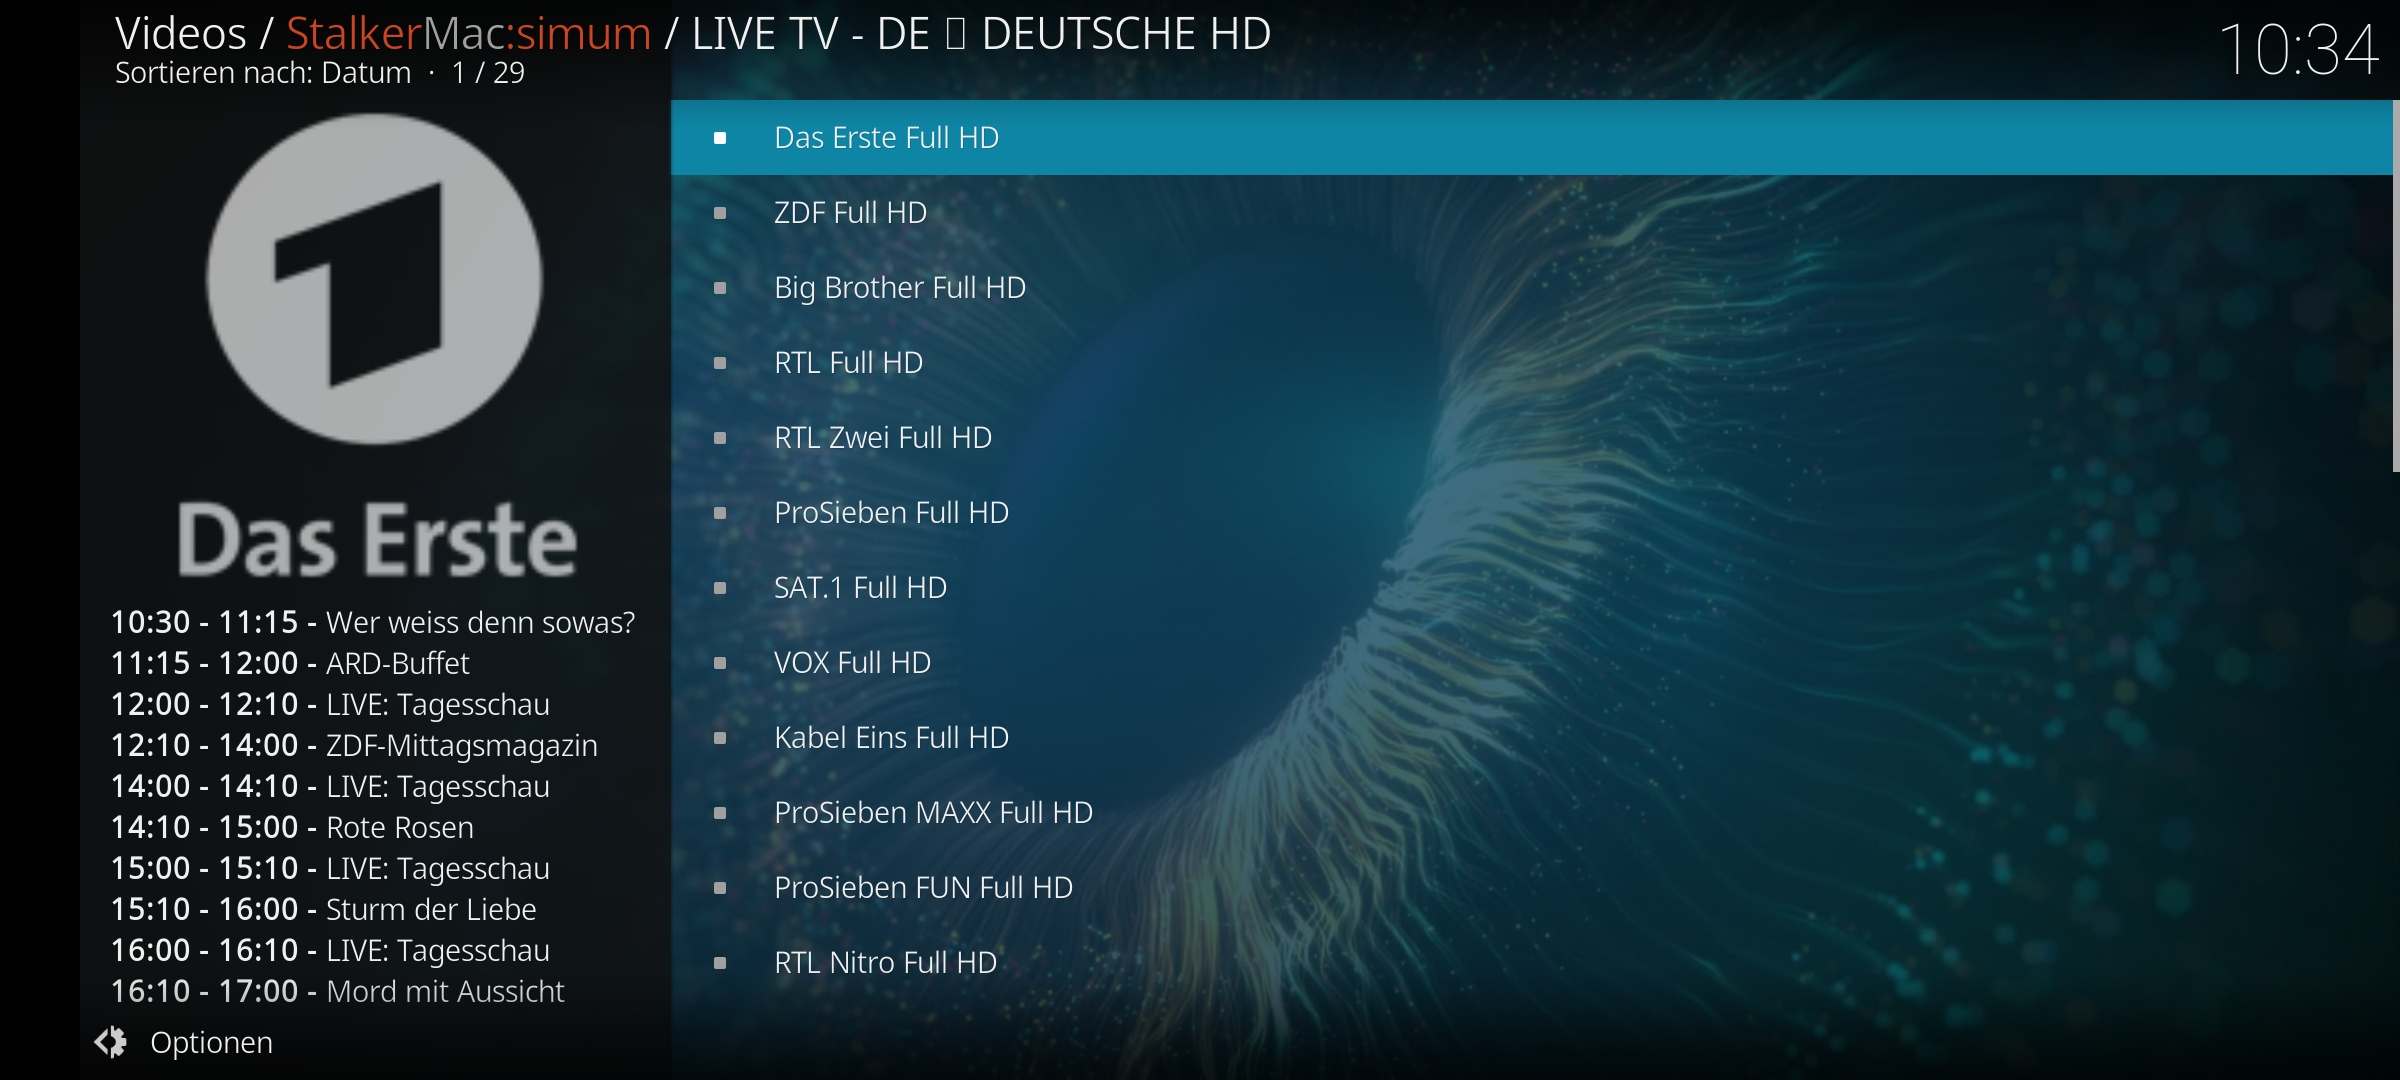 Videos / StalkerMac:simum / LIVE TV - DE ▯ DEUTSCHE HD
Sortieren nach: Datum · 1 / 29
10:34
Das Erste
10:30 - 11:15 - Wer weiss denn sowas?
11:15 - 12:00 - ARD-Buffet
12:00 - 12:10 - LIVE: Tagesschau
12:10 - 14:00 - ZDF-Mittagsmagazin
14:00 - 14:10 - LIVE: Tagesschau
14:10 - 15:00 - Rote Rosen
15:00 - 15:10 - LIVE: Tagesschau
15:10 - 16:00 - Sturm der Liebe
16:00 - 16:10 - LIVE: Tagesschau
16:10 - 17:00 - Mord mit Aussicht
Optionen
Das Erste Full HD
ZDF Full HD
Big Brother Full HD
RTL Full HD
RTL Zwei Full HD
ProSieben Full HD
SAT.1 Full HD
VOX Full HD
Kabel Eins Full HD
ProSieben MAXX Full HD
ProSieben FUN Full HD
RTL Nitro Full HD